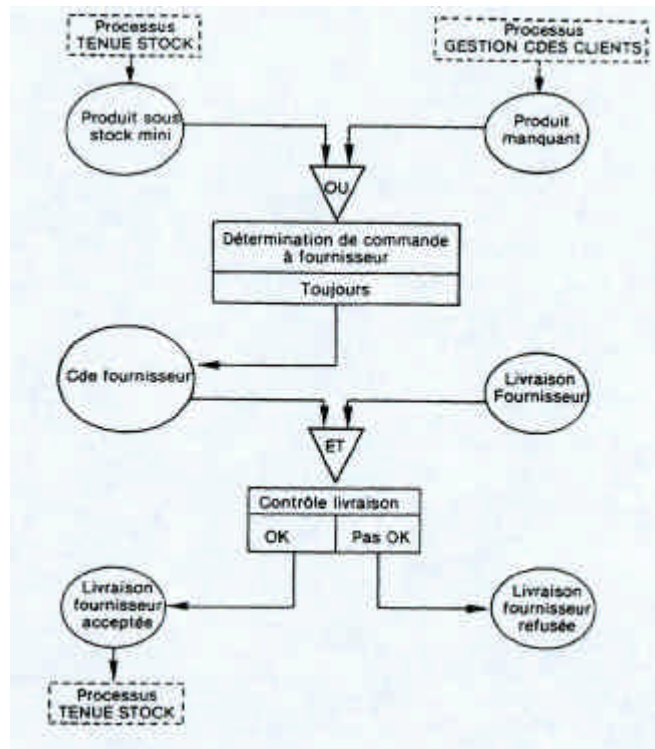 Processus
TENUE STOCK
Processus
GESTION CDES CLIENTS
Produit sous
stock mini
Produit
manquant
OU
Détermination de commande
à fournisseur
Toujours
Cde fournisseur
Livraison
Fournisseur
ET
Contrôle livraison
OK
Pas OK
Livraison
fournisseur
acceptée
Livraison
fournisseur
refusée
Processus
TENUE STOCK